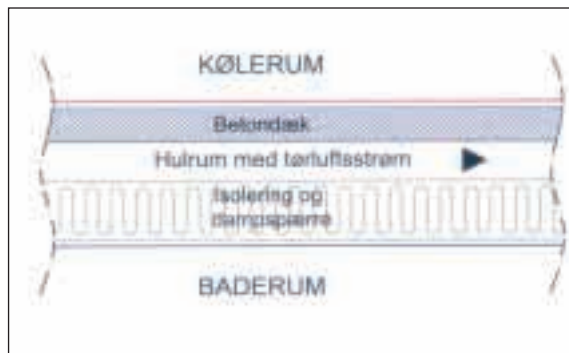 KØLERUM
Betondæk
Hulrum med tørluftsstrøm
Isolering og
dampspærre
BADERUM